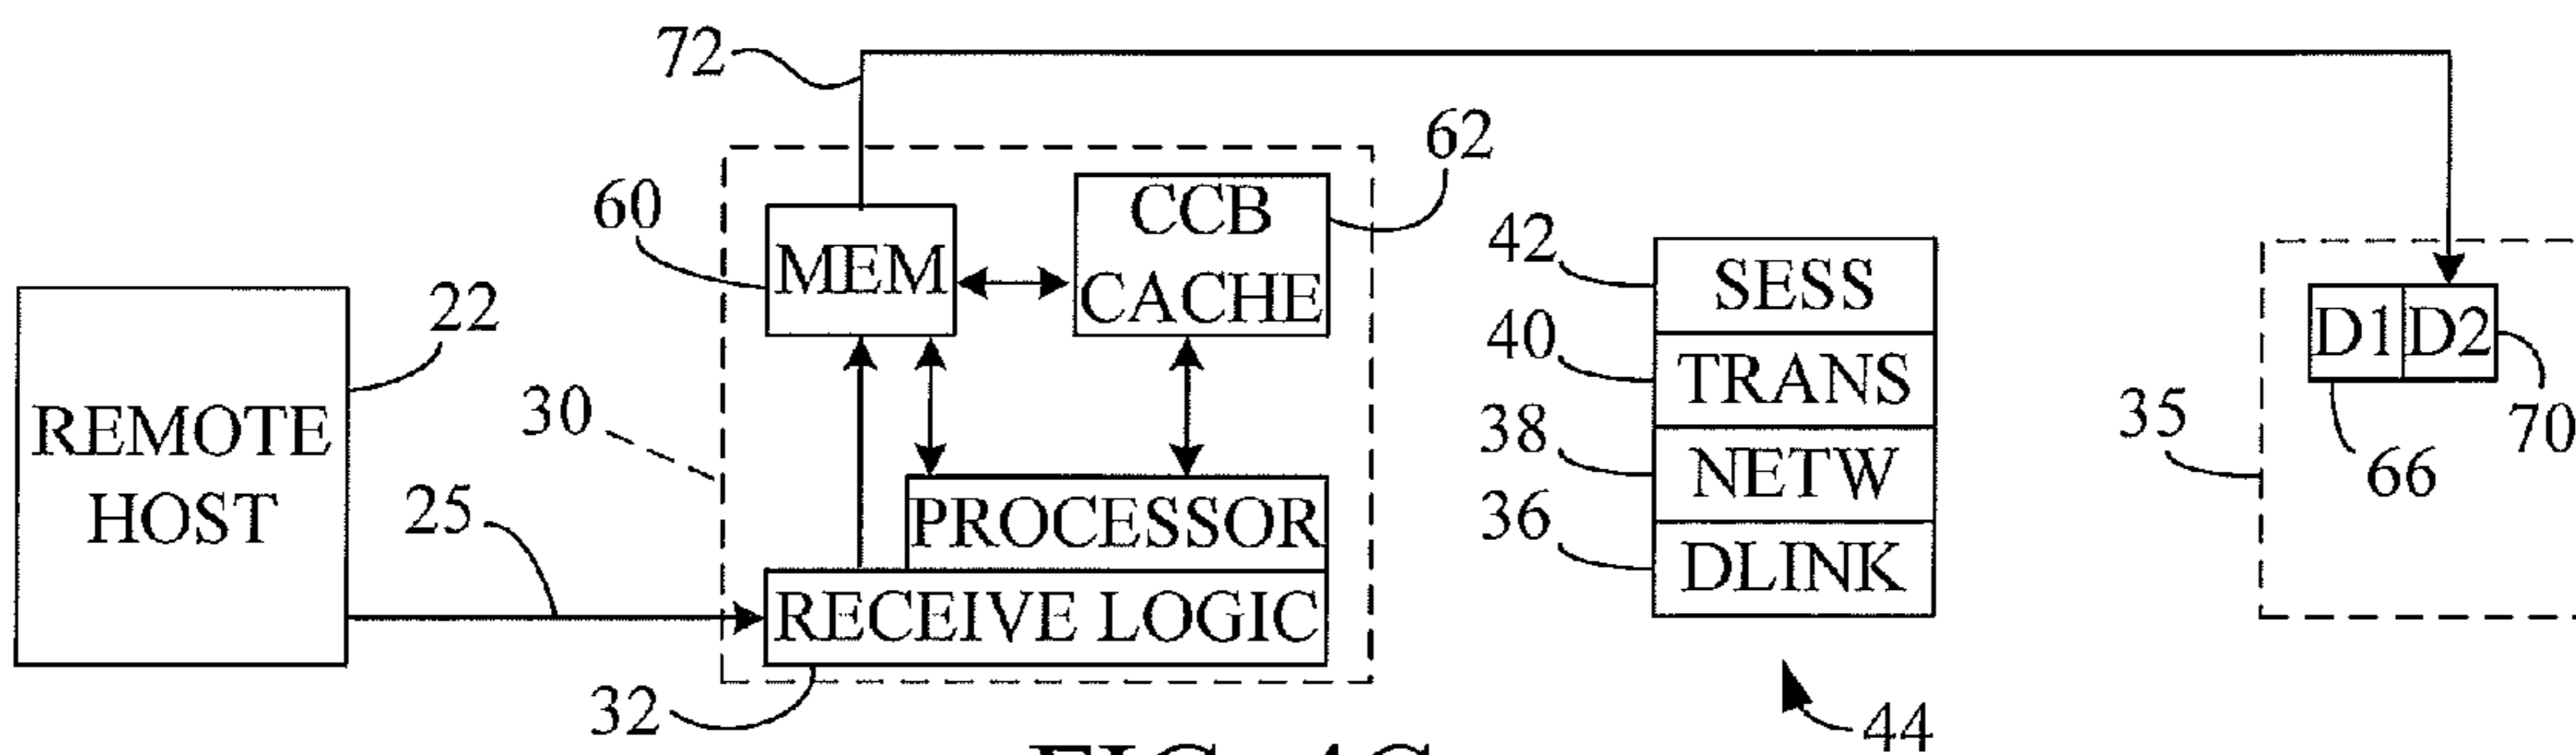 72
62
60
CCB
CACHE
MEM
42
SESS
22
40
TRANS
D1
D2
REMOTE
HOST
30
38
NETW
35
66
70
25
PROCESSOR
36
DLINK
RECEIVE LOGIC
32
44